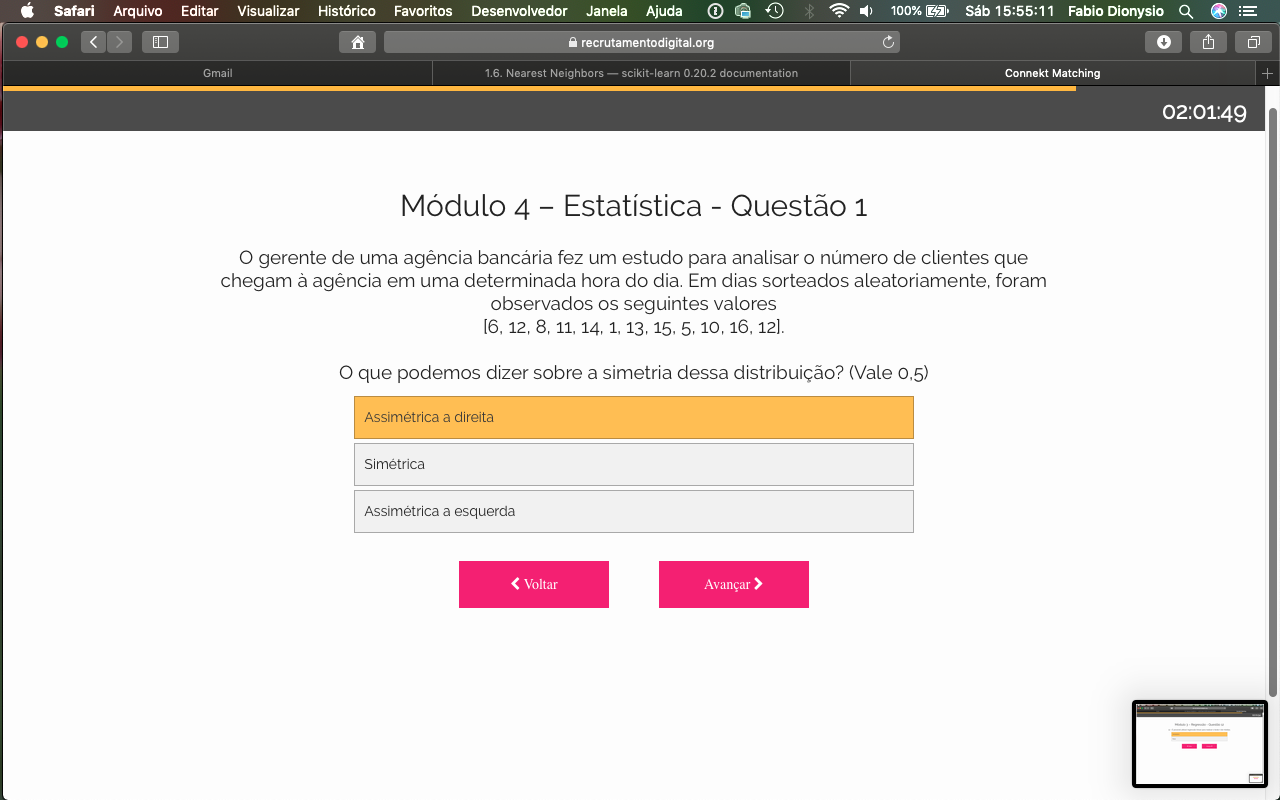 Safari Arquivo Editar Visualizar Histórico Favoritos Desenvolvedor Janela Ajuda 100% Sáb 15:55:11 Fabio Dionysio
recrutamentodigital.org
Gmail 1.6. Nearest Neighbors — scikit-learn 0.20.2 documentation Connekt Matching
02:01:49
Módulo 4 – Estatística - Questão 1
O gerente de uma agência bancária fez um estudo para analisar o número de clientes que
chegam à agência em uma determinada hora do dia. Em dias sorteados aleatoriamente, foram
observados os seguintes valores
[6, 12, 8, 11, 14, 1, 13, 15, 5, 10, 16, 12].
O que podemos dizer sobre a simetria dessa distribuição? (Vale 0,5)
Assimétrica a direita
Simétrica
Assimétrica a esquerda
Voltar Avançar